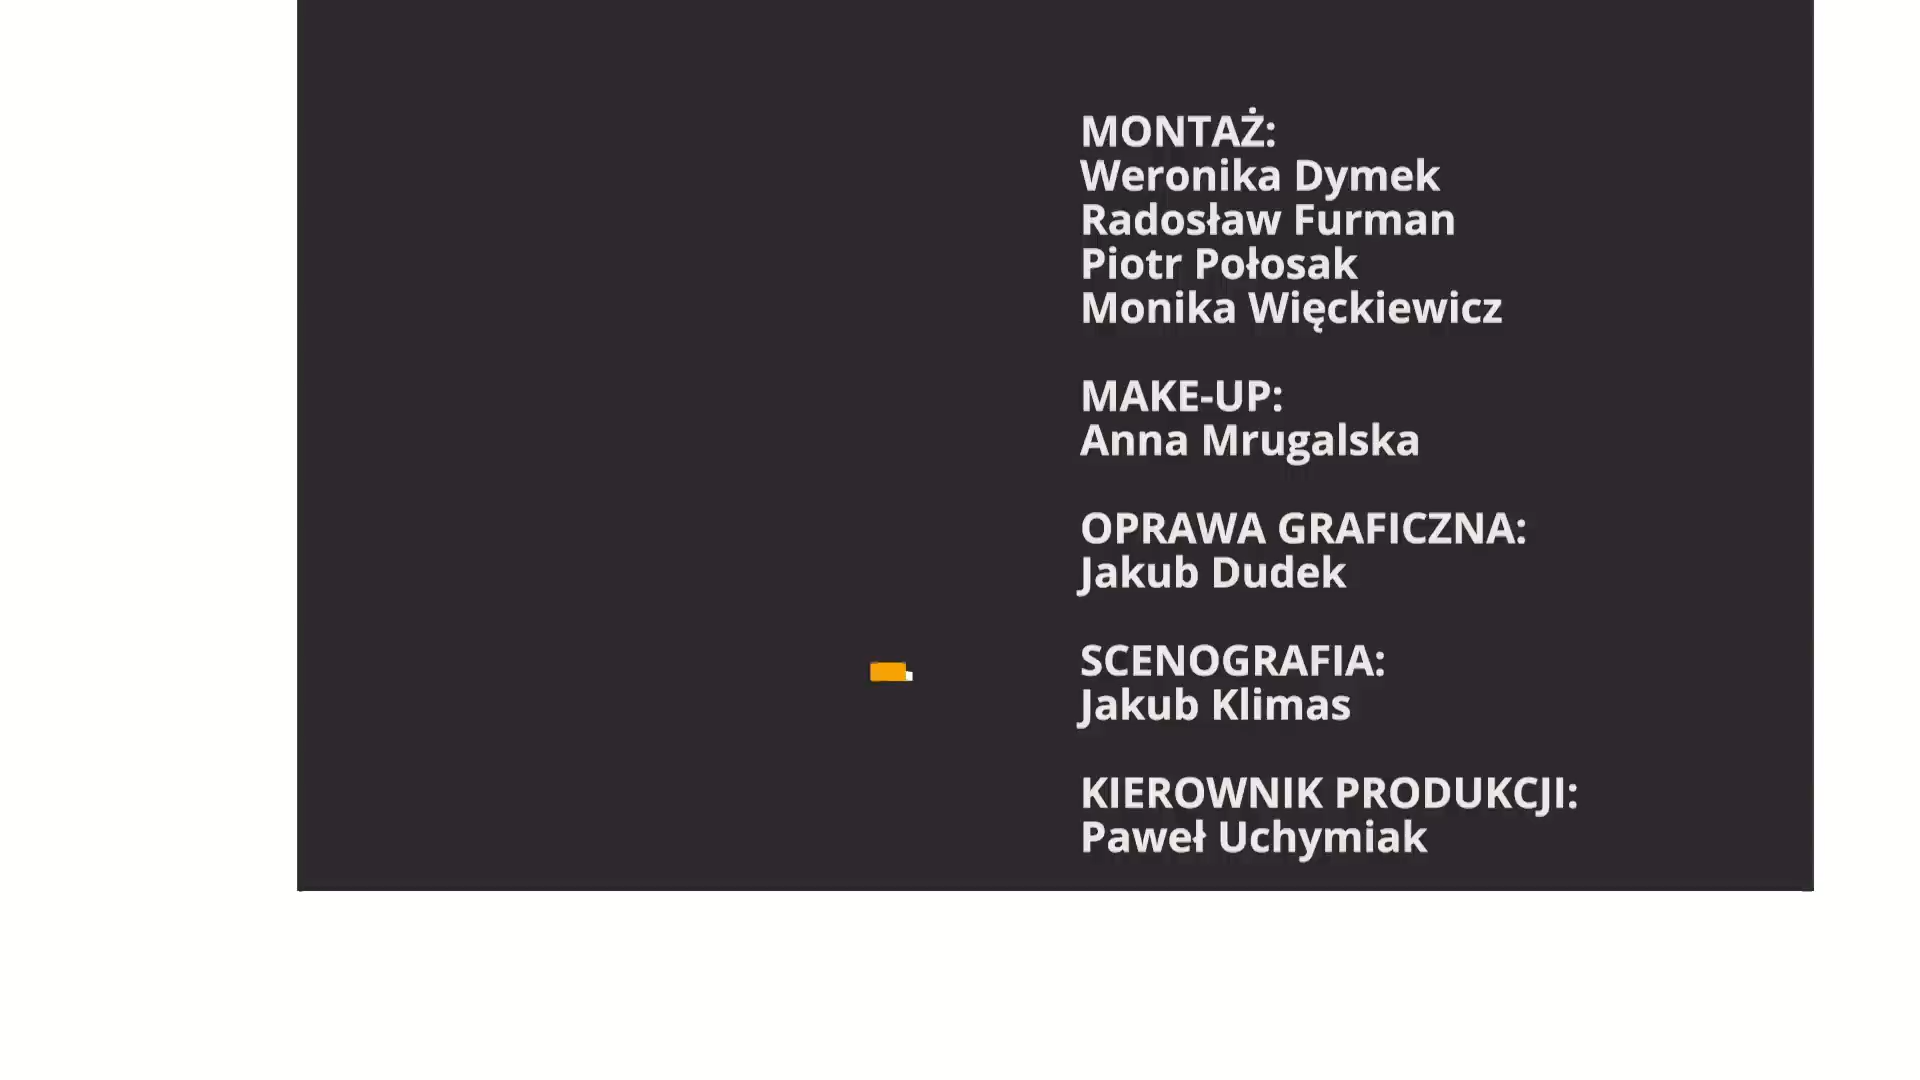 MONTAŻ:
Weronika Dymek
Radosław Furman
Piotr Połosak
Monika Więckiewicz
MAKE-UP:
Anna Mrugalska
OPRAWA GRAFICZNA:
Jakub Dudek
SCENOGRAFIA:
Jakub Klimas
KIEROWNIK PRODUKCJI:
Paweł Uchymiak